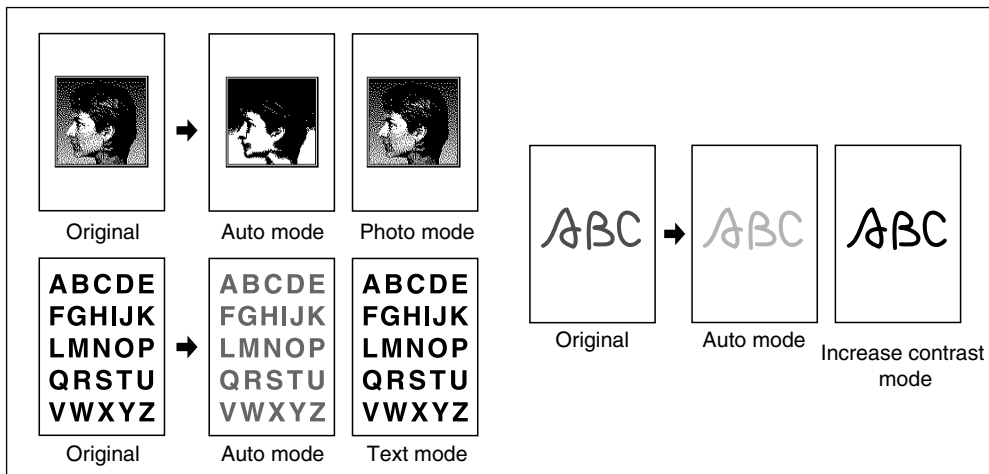 Original
Auto mode
Photo mode
ABCDE
FGHIJK
LMNOP
QRSTU
VWXYZ
Original
ABCDE
FGHIJK
LMNOP
QRSTU
VWXYZ
Auto mode
ABCDE
FGHIJK
LMNOP
QRSTU
VWXYZ
Text mode
ABC
Original
ABC
Auto mode
ABC
Increase contrast
mode